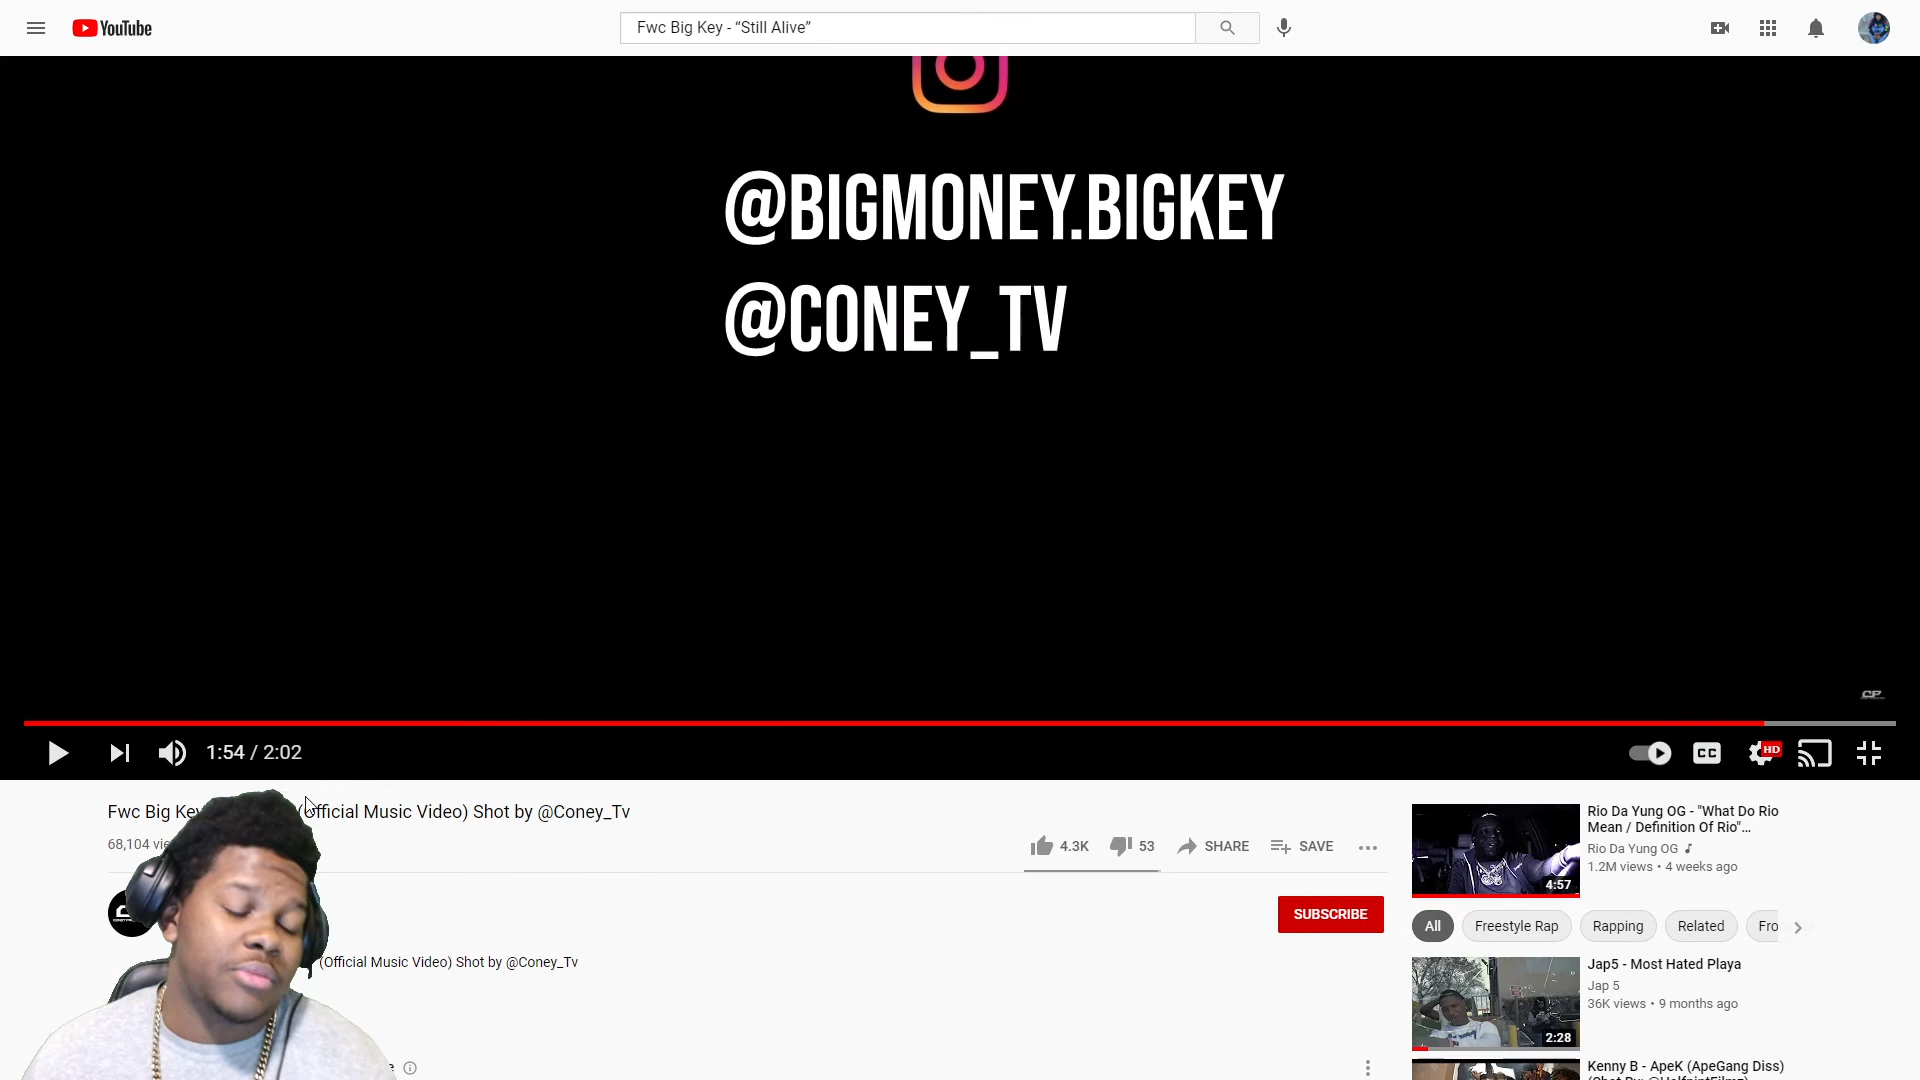 YouTube
Fwc Big Key - “Still Alive”
@BIGMONEY.BIGKEY
@CONEY_TV
CP
1:54 / 2:02
CC
HD
Fwc Big Key
Official Music Video) Shot by @Coney_Tv
68,104
4.3K
53
SHARE
SAVE
SUBSCRIBE
(Official Music Video) Shot by @Coney_Tv
Rio Da Yung OG - "What Do Rio
Mean / Definition Of Rio"...
Rio Da Yung OG
1.2M views • 4 weeks ago
4:57
All
Freestyle Rap
Rapping
Related
Jap5 - Most Hated Playa
Jap 5
36K views • 9 months ago
2:28
Kenny B - ApeK (ApeGang Diss)